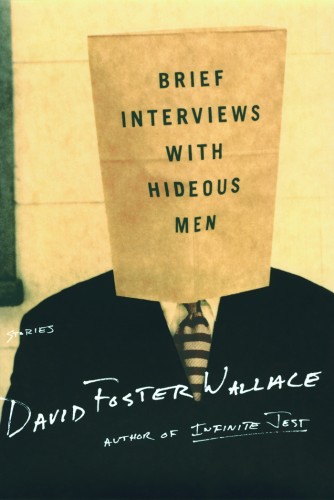 BRIEF
INTERVIEWS
WITH
HIDEOUS
MEN
STORIES
DAVID FOSTER WALLACE
AUTHOR OF INFINITE JEST